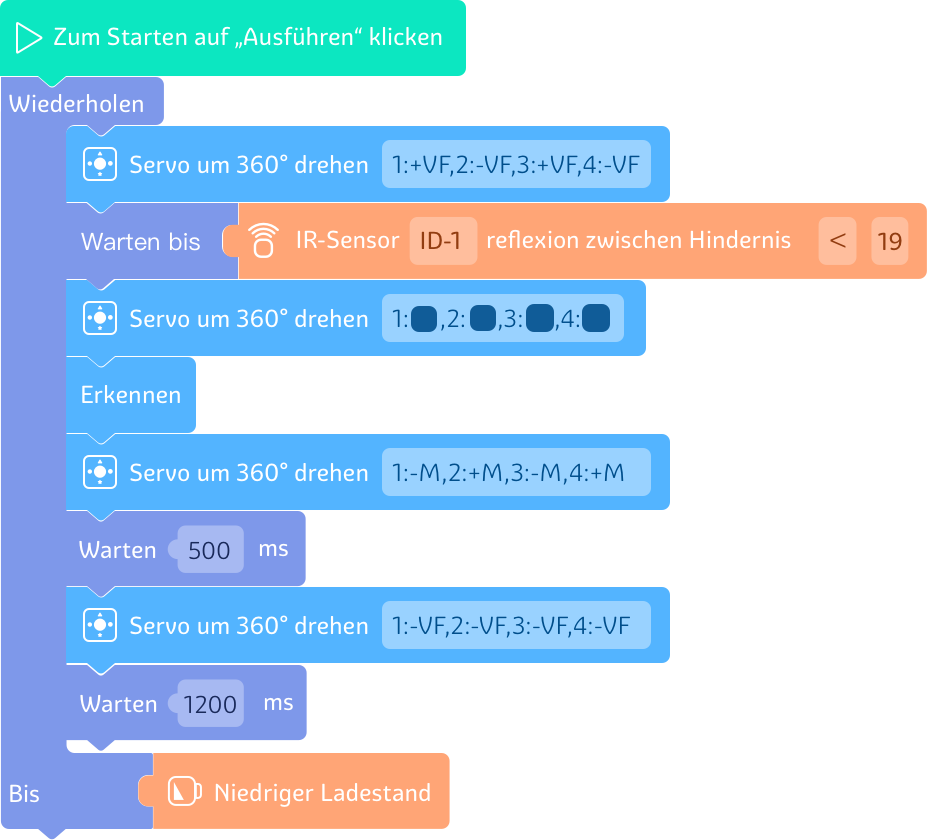 Zum Starten auf „Ausführen“ klicken
Wiederholen
Servo um 360° drehen 1:+VF,2:-VF,3:+VF,4:-VF
Warten bis IR-Sensor ID-1 reflexion zwischen Hindernis < 19
Servo um 360° drehen 1: ,2: ,3: ,4:
Erkennen
Servo um 360° drehen 1:-M,2:+M,3:-M,4:+M
Warten 500 ms
Servo um 360° drehen 1:-VF,2:-VF,3:-VF,4:-VF
Warten 1200 ms
Bis Niedriger Ladestand